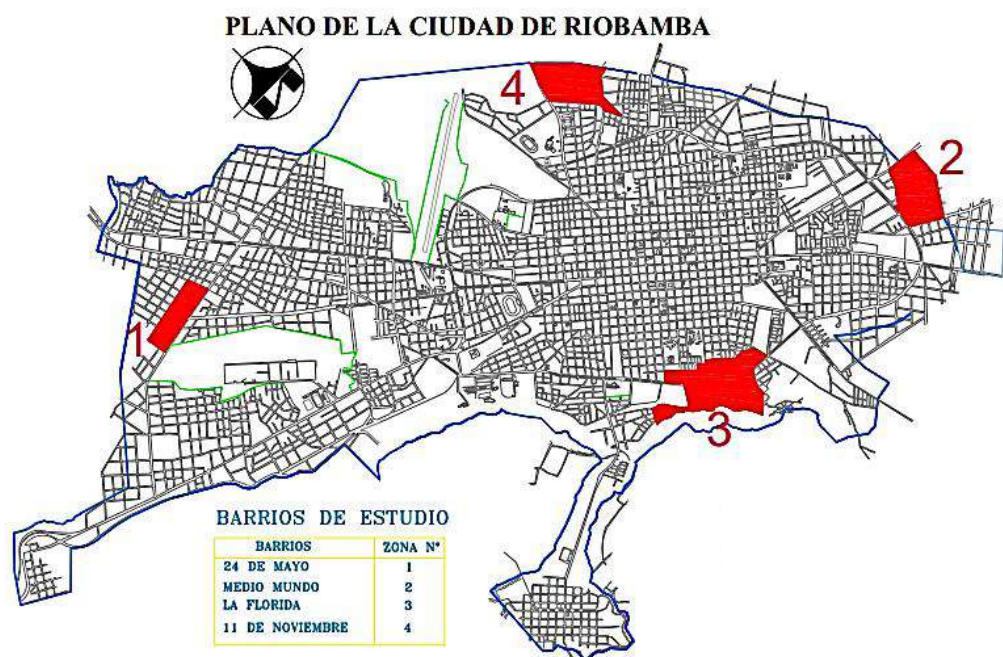 PLANO DE LA CIUDAD DE RIOBAMBA
4
2
1
3
BARRIOS DE ESTUDIO
BARRIOS ZONA N°
24 DE MAYO 1
MEDIO MUNDO 2
LA FLORIDA 3
11 DE NOVIEMBRE 4